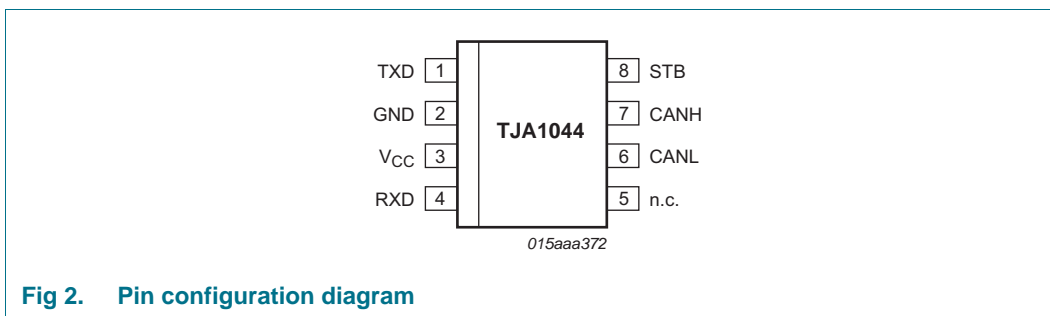 TXD 1
GND 2
VCC 3
RXD 4
TJA1044
8 STB
7 CANH
6 CANL
5 n.c.
015aaa372
Fig 2. Pin configuration diagram